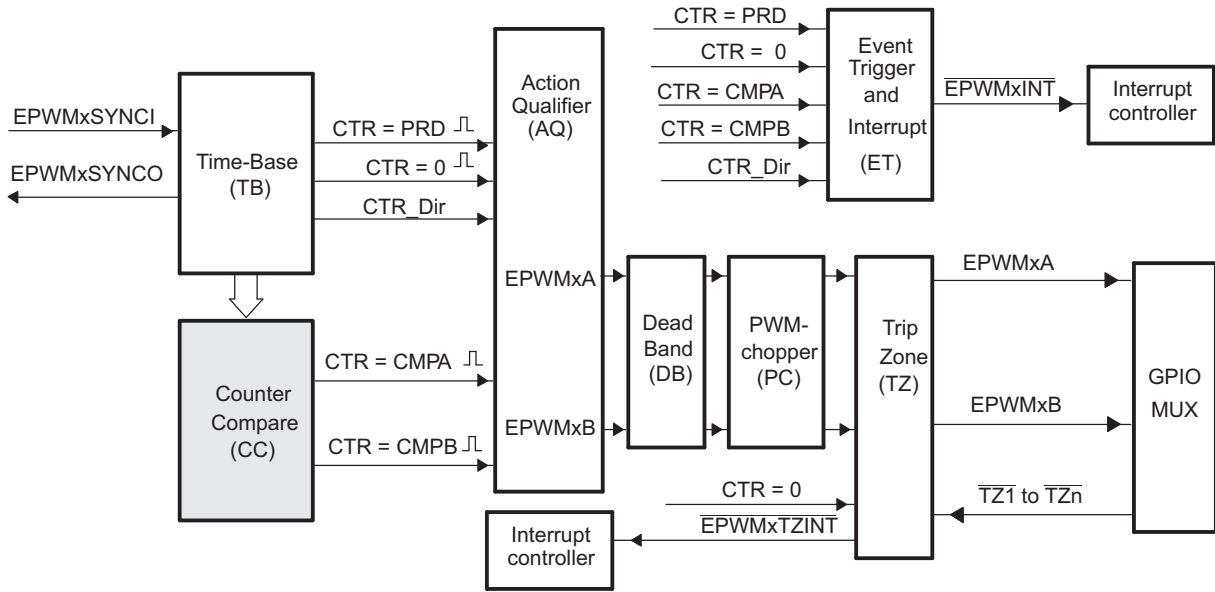 EPWMxSYNCI
EPWMxSYNCO
Time-Base
(TB)
CTR = PRD
CTR = 0
CTR_Dir
Counter
Compare
(CC)
CTR = CMPA
CTR = CMPB
Action
Qualifier
(AQ)
EPWMxA
EPWMxB
CTR = PRD
CTR = 0
CTR = CMPA
CTR = CMPB
CTR_Dir
Event
Trigger
and
Interrupt
(ET)
EPWMxINT
Interrupt
controller
Dead
Band
(DB)
PWM-
chopper
(PC)
Trip
Zone
(TZ)
EPWMxA
EPWMxB
TZ1 to TZn
GPIO
MUX
CTR = 0
EPWMxTZINT
Interrupt
controller